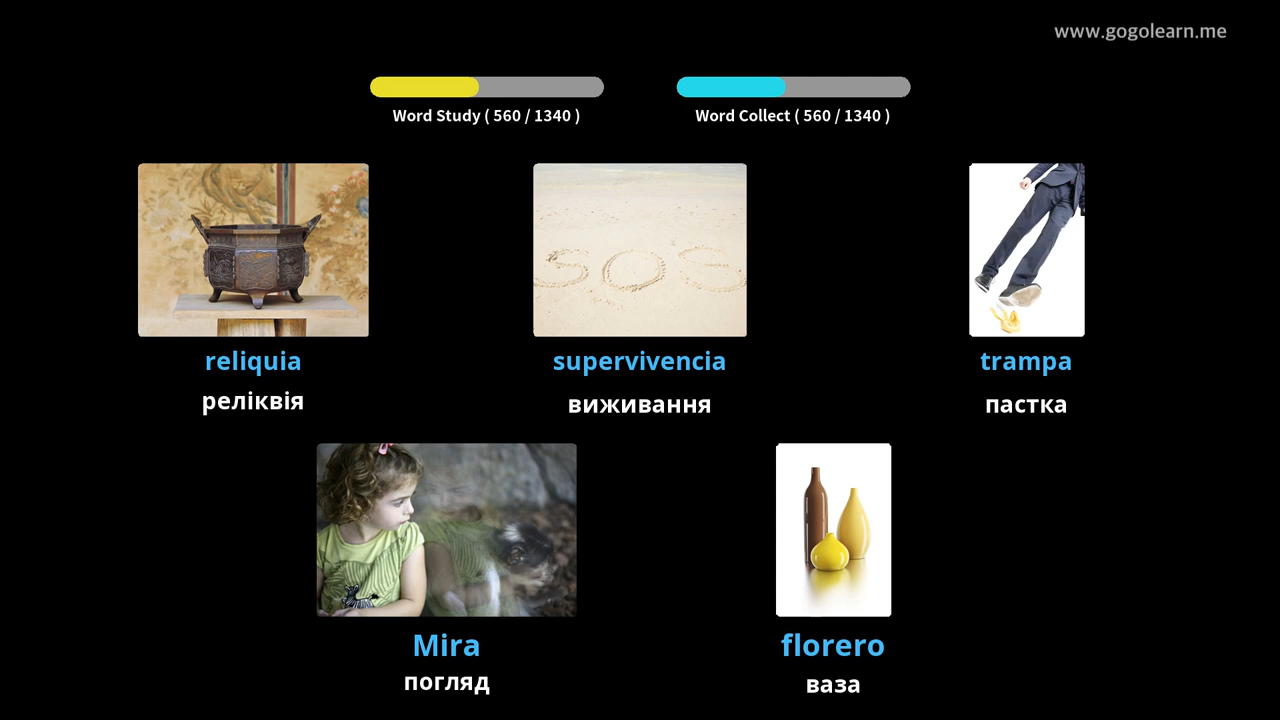 www.gogolearn.me
Word Study ( 560 / 1340 )
Word Collect ( 560 / 1340 )
SOS
reliquia
supervivencia
trampa
реліквія
виживання
пастка
Mira
florero
погляд
ваза